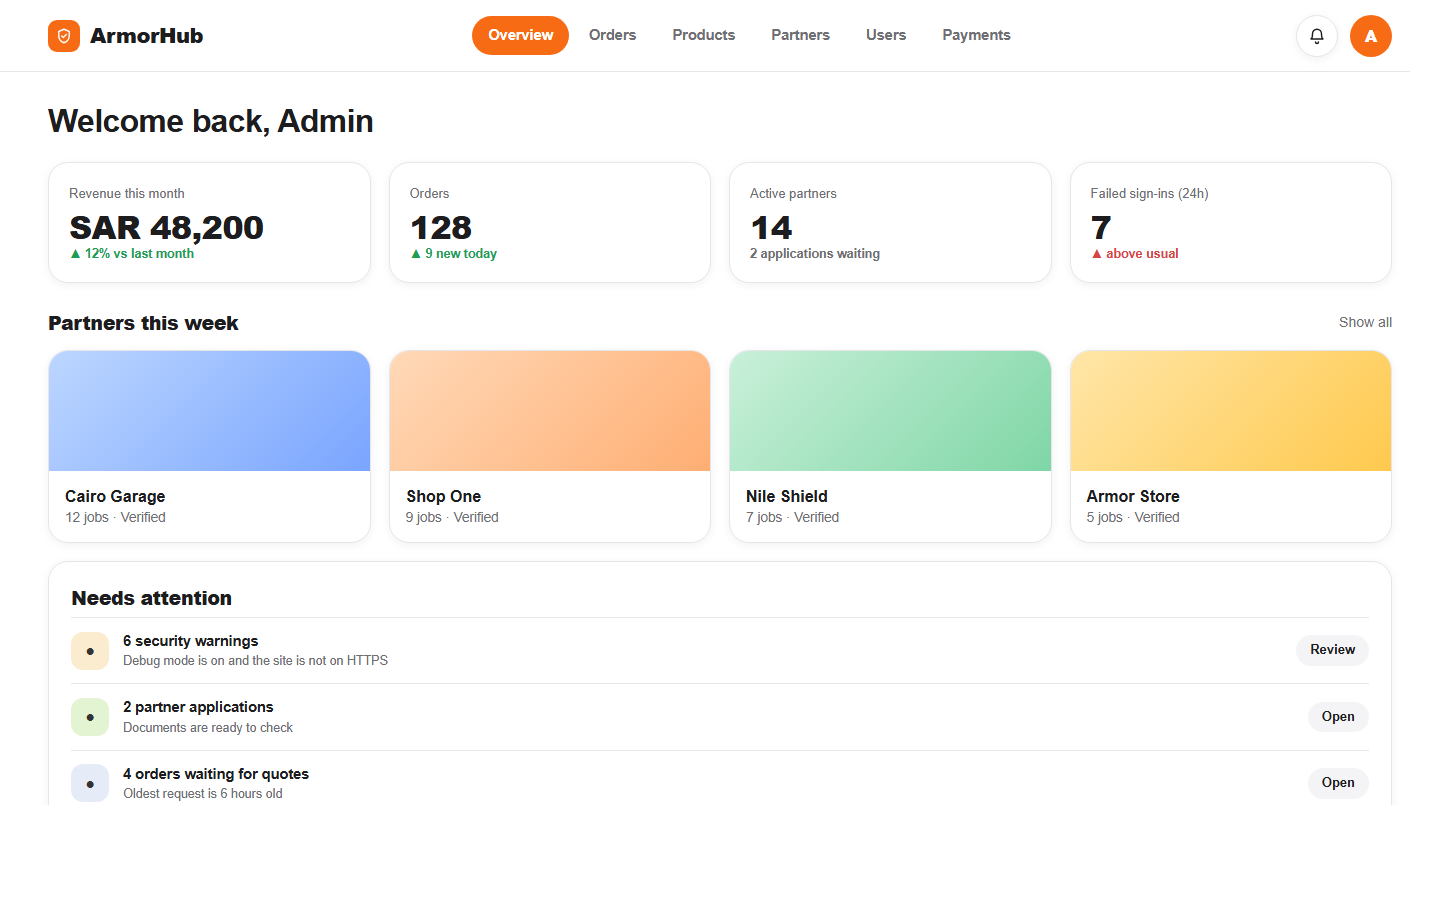 ArmorHub
Overview
Orders
Products
Partners
Users
Payments
A
Welcome back, Admin
Revenue this month
SAR 48,200
▲ 12% vs last month
Orders
128
▲ 9 new today
Active partners
14
2 applications waiting
Failed sign-ins (24h)
7
▲ above usual
Partners this week
Show all
Cairo Garage
12 jobs · Verified
Shop One
9 jobs · Verified
Nile Shield
7 jobs · Verified
Armor Store
5 jobs · Verified
Needs attention
6 security warnings
Debug mode is on and the site is not on HTTPS
Review
2 partner applications
Documents are ready to check
Open
4 orders waiting for quotes
Oldest request is 6 hours old
Open